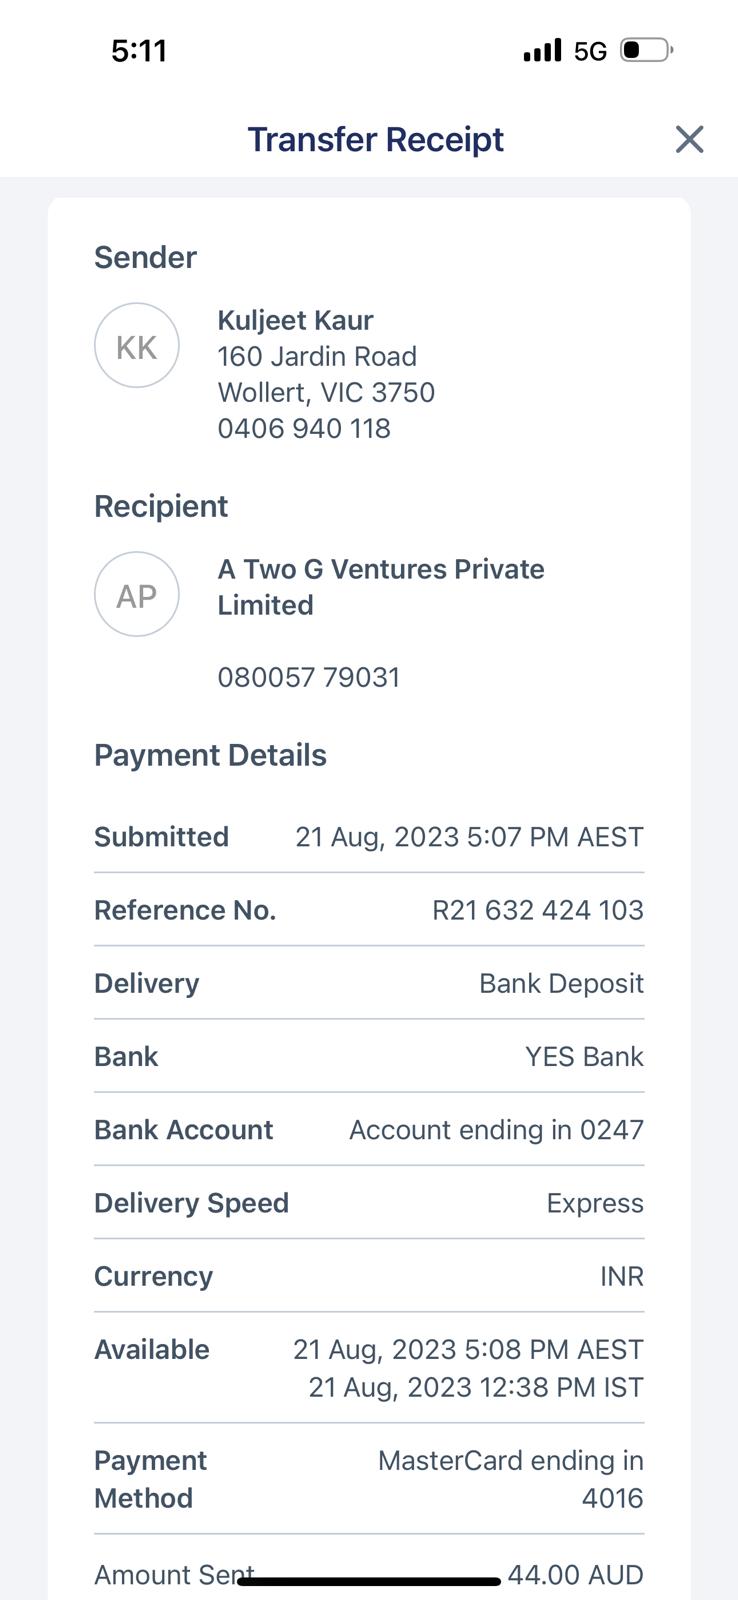 5:11
5G
Transfer Receipt
Sender
KK
Kuljeet Kaur
160 Jardin Road
Wollert, VIC 3750
0406 940 118
Recipient
AP
A Two G Ventures Private
Limited
080057 79031
Payment Details
Submitted 21 Aug, 2023 5:07 PM AEST
Reference No. R21 632 424 103
Delivery Bank Deposit
Bank YES Bank
Bank Account Account ending in 0247
Delivery Speed Express
Currency INR
Available 21 Aug, 2023 5:08 PM AEST
21 Aug, 2023 12:38 PM IST
Payment MasterCard ending in
Method 4016
Amount Sent 44.00 AUD